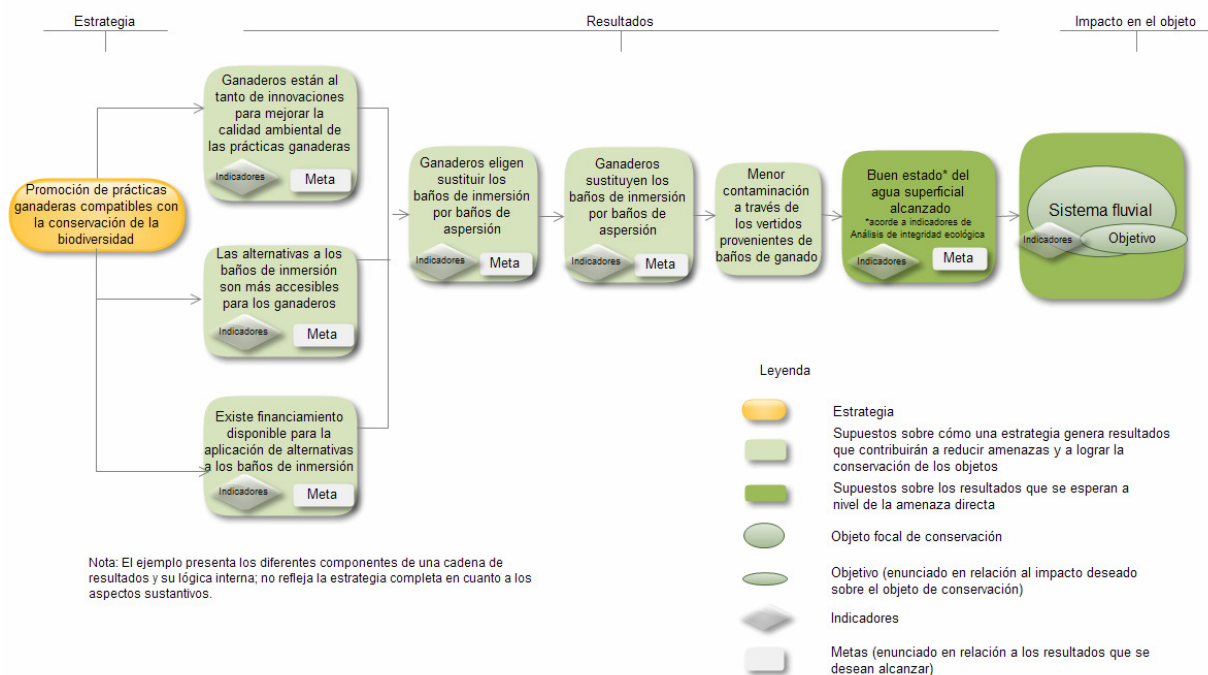 Estrategia
Resultados
Impacto en el objeto
Promoción de prácticas
ganaderas compatibles con
la conservación de la
biodiversidad
Ganaderos están al
tanto de innovaciones
para mejorar la
calidad ambiental de
las prácticas ganaderas
Indicadores
Meta
Las alternativas a los
baños de inmersión
son más accesibles
para los ganaderos
Indicadores
Meta
Existe financiamiento
disponible para la
aplicación de alternativas
a los baños de inmersión
Indicadores
Meta
Ganaderos eligen
sustituir los
baños de inmersión
por baños de
aspersión
Indicadores
Meta
Ganaderos
sustituyen los
baños de inmersión
por baños de
aspersión
Indicadores
Meta
Menor
contaminación
a través de
los vertidos
provenientes de
baños de ganado
Buen estado* del
agua superficial
alcanzado
*acorde a indicadores de
Análisis de integridad ecológica
Indicadores
Meta
Sistema fluvial
Indicadores
Objetivo
Leyenda
Estrategia
Supuestos sobre cómo una estrategia genera resultados
que contribuirán a reducir amenazas y a lograr la
conservación de los objetos
Supuestos sobre los resultados que se esperan a
nivel de la amenaza directa
Objeto focal de conservación
Objetivo (enunciado en relación al impacto deseado
sobre el objeto de conservación)
Indicadores
Metas (enunciado en relación a los resultados que se
desean alcanzar)
Nota: El ejemplo presenta los diferentes componentes de una cadena de
resultados y su lógica interna; no refleja la estrategia completa en cuanto a los
aspectos sustantivos.